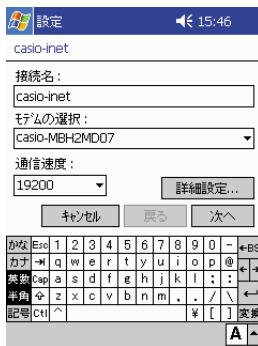 設定 15:46
casio-inet
接続名:
casio-inet
モデムの選択:
casio-MBH2MD07
通信速度:
19200 詳細設定...
キャンセル 戻る 次へ
かな Esc 1 2 3 4 5 6 7 8 9 0 - ←BS
カナ q w e r t y u i o p @
英数 Cap a s d f g h j k l ; :
半角 z x c v b n m , . / \
記号 Ctl ^ ¥ [ ] 変換
A